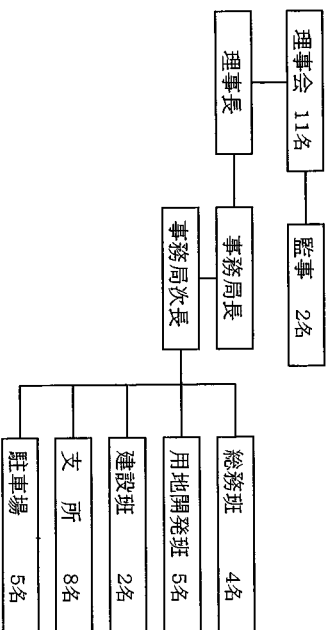 理事会 11名
監事 2名
理事長
事務局長
事務局次長
総務班 4名
用地開発班 5名
建設班 2名
支 所 8名
駐車場 5名